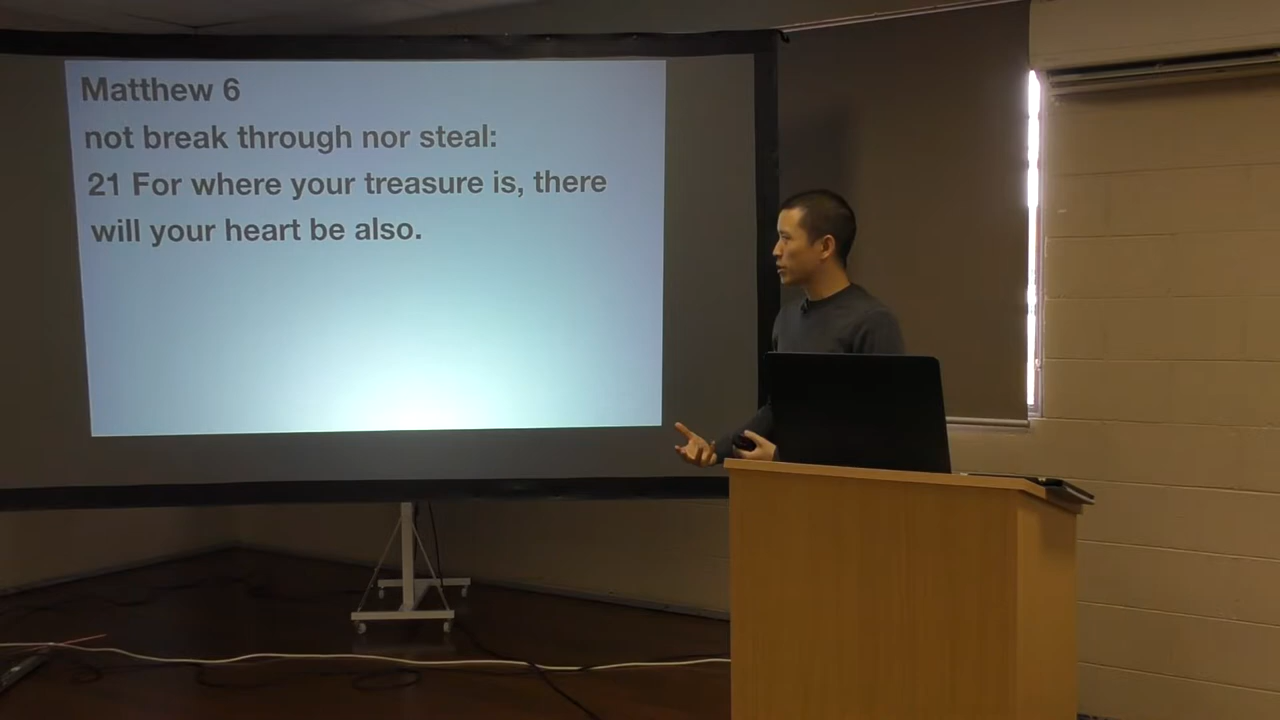 Matthew 6
not break through nor steal:
21 For where your treasure is, there
will your heart be also.